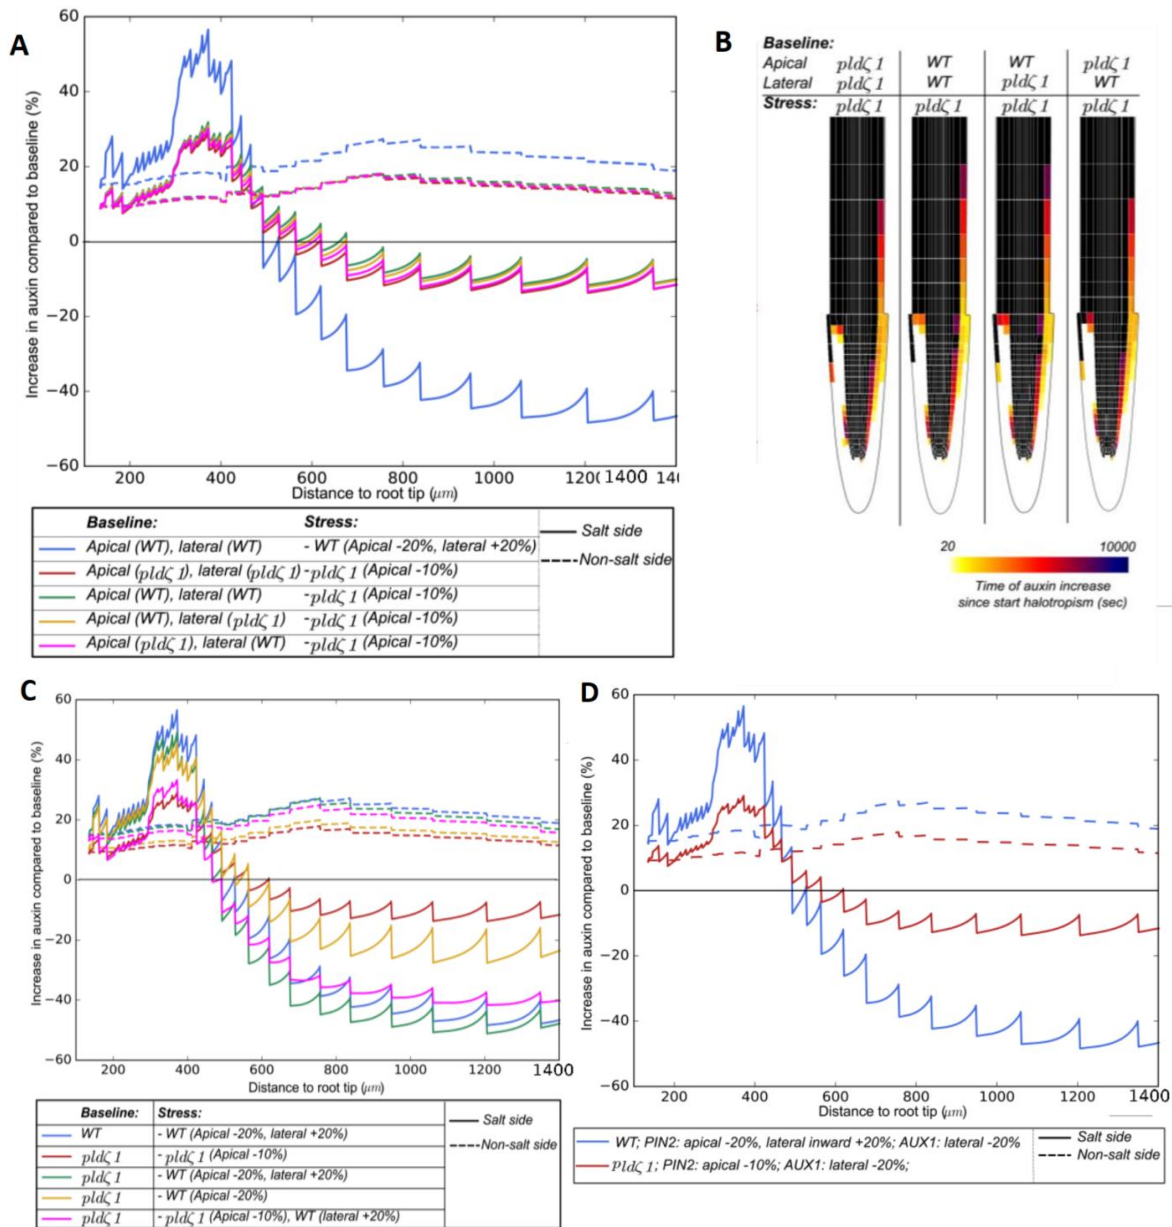 A
Increase in auxin compared to baseline (%)
60
40
20
0
−20
−40
−60
200
400
600
800
1000
120( 1400
14(
Distance to root tip (μm)
Baseline: Stress:
Apical (WT), lateral (WT) - WT (Apical -20%, lateral +20%)
Apical (pldζ 1), lateral (pldζ 1) -pldζ 1 (Apical -10%)
Apical (WT), lateral (WT) -pldζ 1 (Apical -10%)
Apical (WT), lateral (pldζ 1) -pldζ 1 (Apical -10%)
Apical (pldζ 1), lateral (WT) -pldζ 1 (Apical -10%)
Salt side
Non-salt side
B
Baseline:
Apical pldζ 1 WT WT pldζ 1
Lateral pldζ 1 WT pldζ 1 WT
Stress: pldζ 1 pldζ 1 pldζ 1 pldζ 1
20 10000
Time of auxin increase
since start halotropism (sec)
C
Increase in auxin compared to baseline (%)
60
40
20
0
−20
−40
−60
200 400 600 800 1000 1200 1400
Distance to root tip (μm)
Baseline: Stress:
WT - WT (Apical -20%, lateral +20%)
pldζ 1 - pldζ 1 (Apical -10%)
pldζ 1 - WT (Apical -20%, lateral +20%)
pldζ 1 - WT (Apical -20%)
pldζ 1 - pldζ 1 (Apical -10%), WT (lateral +20%)
Salt side
Non-salt side
D
Increase in auxin compared to baseline (%)
60
40
20
0
−20
−40
−60
200 400 600 800 1000 1200 1400
Distance to root tip (μm)
WT; PIN2: apical -20%, lateral inward +20%; AUX1: lateral -20%
pldζ 1; PIN2: apical -10%; AUX1: lateral -20%;
Salt side
Non-salt side